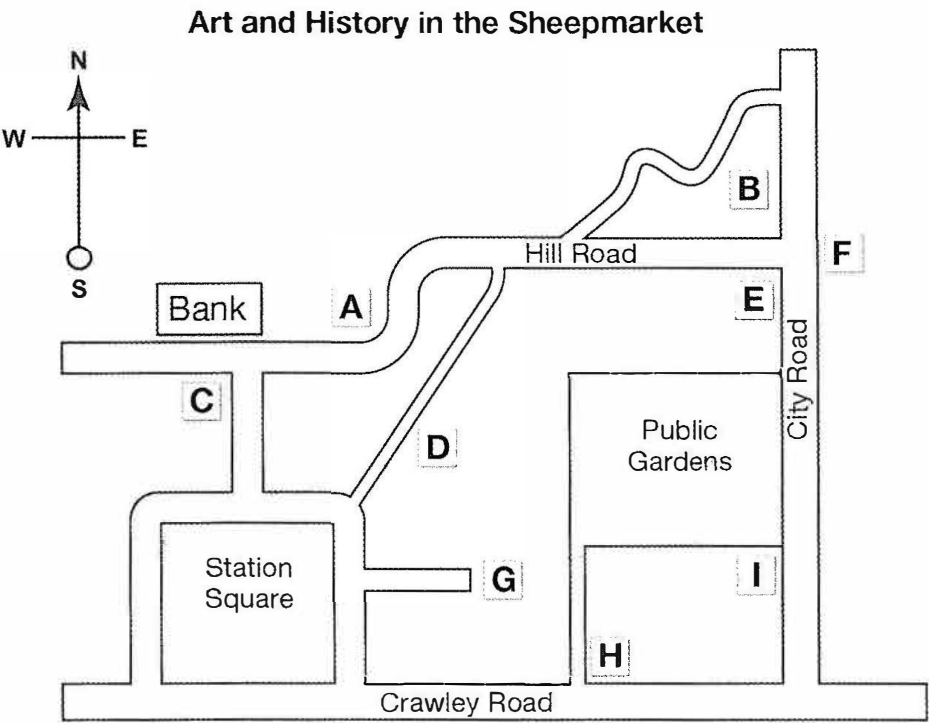 Art and History in the Sheepmarket
N
W
E
S
B
Hill Road
F
A
E
Bank
City Road
C
D
Public
Gardens
Station
Square
G
I
H
Crawley Road